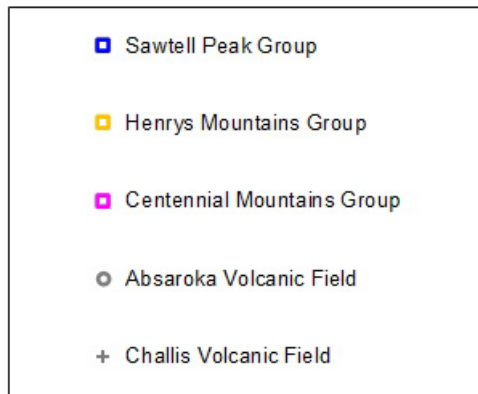 Sawtell Peak Group
Henrys Mountains Group
Centennial Mountains Group
Absaroka Volcanic Field
Challis Volcanic Field